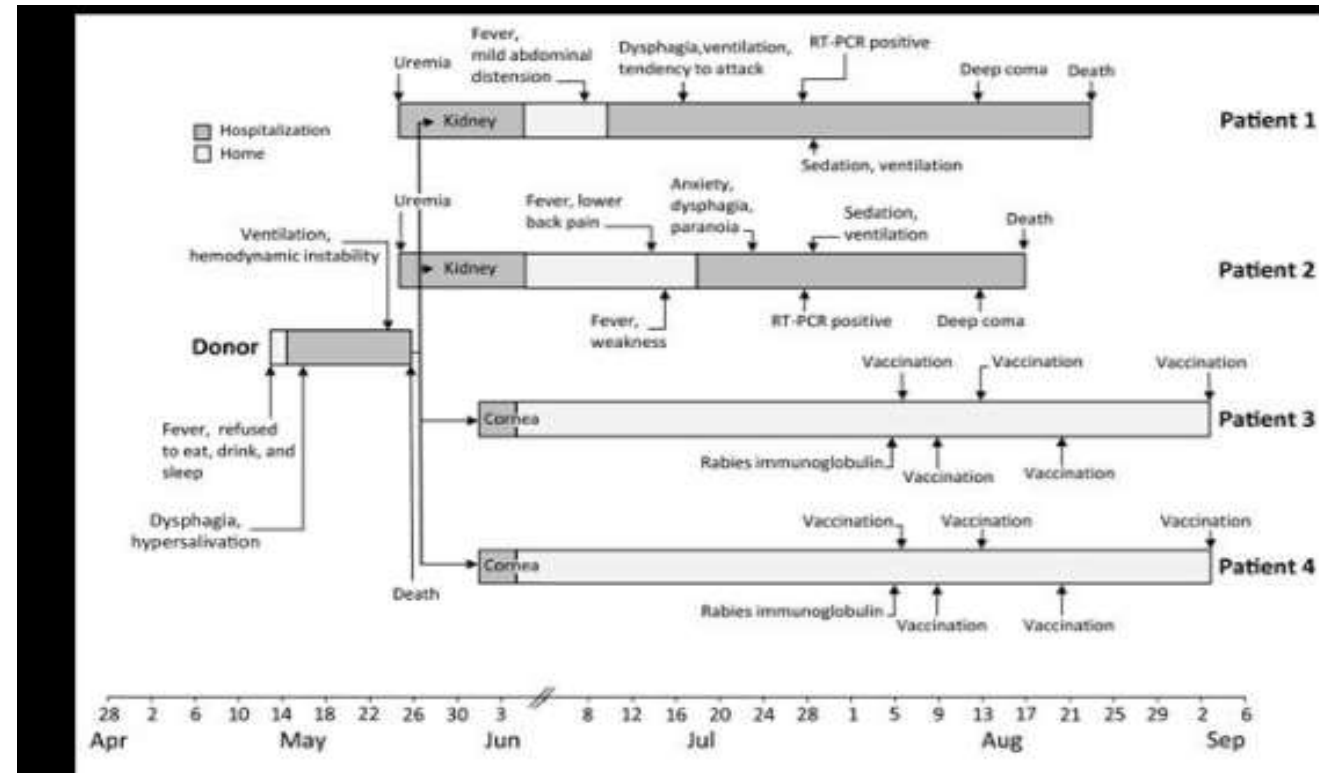 Fever,
mild abdominal
distension
Uremia
Dysphagia,ventilation,
tendency to attack
RT-PCR positive
Deep coma
Death
Kidney
Patient 1
Hospitalization
Home
Sedation, ventilation
Uremia
Fever, lower
back pain
Anxiety,
dysphagia,
paranoia
Sedation,
ventilation
Death
Ventilation,
hemodynamic instability
Kidney
Patient 2
Fever,
weakness
RT-PCR positive
Deep coma
Donor
Vaccination
Vaccination
Vaccination
Cornea
Patient 3
Fever, refused
to eat, drink, and
sleep
Rabies immunoglobulin
Vaccination
Vaccination
Dysphagia,
hypersalivation
Vaccination
Vaccination
Vaccination
Cornea
Patient 4
Death
Rabies immunoglobulin
Vaccination
Vaccination
28 2 6 10 14 18 22 26 30 3 8 12 16 20 24 28 1 5 9 13 17 21 25 29 2 6
Apr May Jun Jul Aug Sep